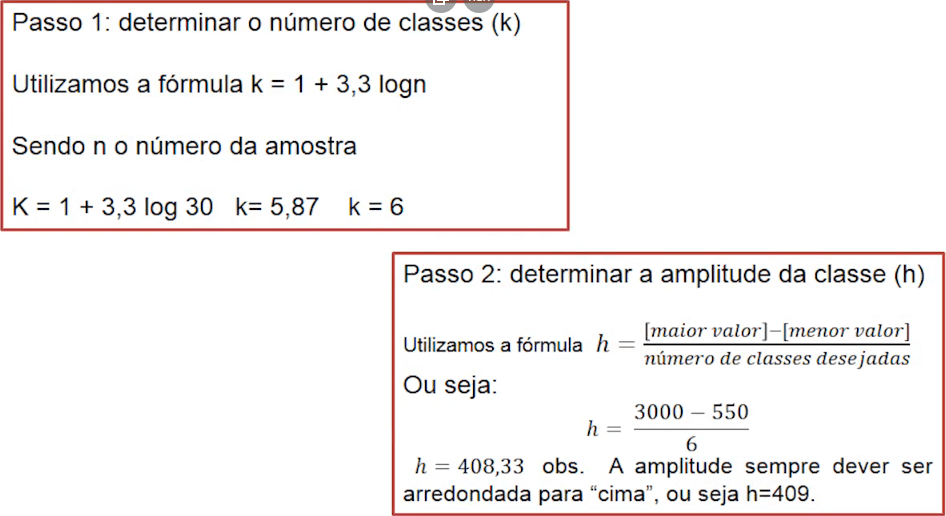 Passo 1: determinar o número de classes (k)
Utilizamos a fórmula k = 1 + 3,3 logn
Sendo n o número da amostra
K = 1 + 3,3 log 30 k= 5,87 k = 6
Passo 2: determinar a amplitude da classe (h)
Utilizamos a fórmula h = [maior valor]−[menor valor] / número de classes desejadas
Ou seja:
h = 3000 − 550 / 6
h = 408,33 obs. A amplitude sempre dever ser
arredondada para “cima”, ou seja h=409.